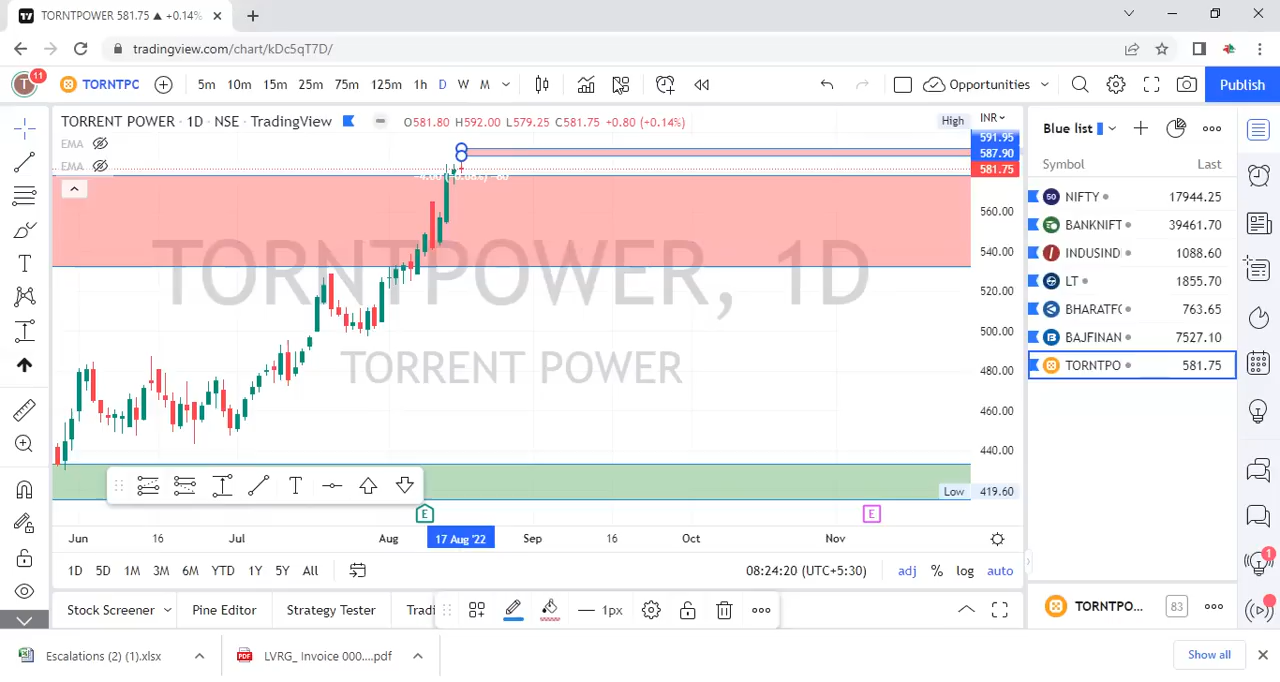 TORNTPOWER 581.75 ▲ +0.14%
tradingview.com/chart/kDc5qT7D/
11
TORNTPC 5m 10m 15m 25m 75m 125m 1h D W M Opportunities Publish
TORRENT POWER · 1D · NSE · TradingView O581.80 H592.00 L579.25 C581.75 +0.80 (+0.14%)
High INR
591.95
587.90
581.75
EMA
EMA
560.00
540.00
520.00
500.00
480.00
460.00
440.00
Low 419.60
TORNTPOWER, 1D
TORRENT POWER
T
E E
Jun 16 Jul Aug 17 Aug '22 Sep 16 Oct Nov
1D 5D 1M 3M 6M YTD 1Y 5Y All 08:24:20 (UTC+5:30) adj % log auto
Stock Screener Pine Editor Strategy Tester Tradi 1px
Blue list
Symbol Last
NIFTY 17944.25
BANKNIFT 39461.70
INDUSIND 1088.60
LT 1855.70
BHARATFC 763.65
BAJFINAN 7527.10
TORNTPO 581.75
TORNTPO... 83
1
Escalations (2) (1).xlsx LVRG_ Invoice 000....pdf Show all